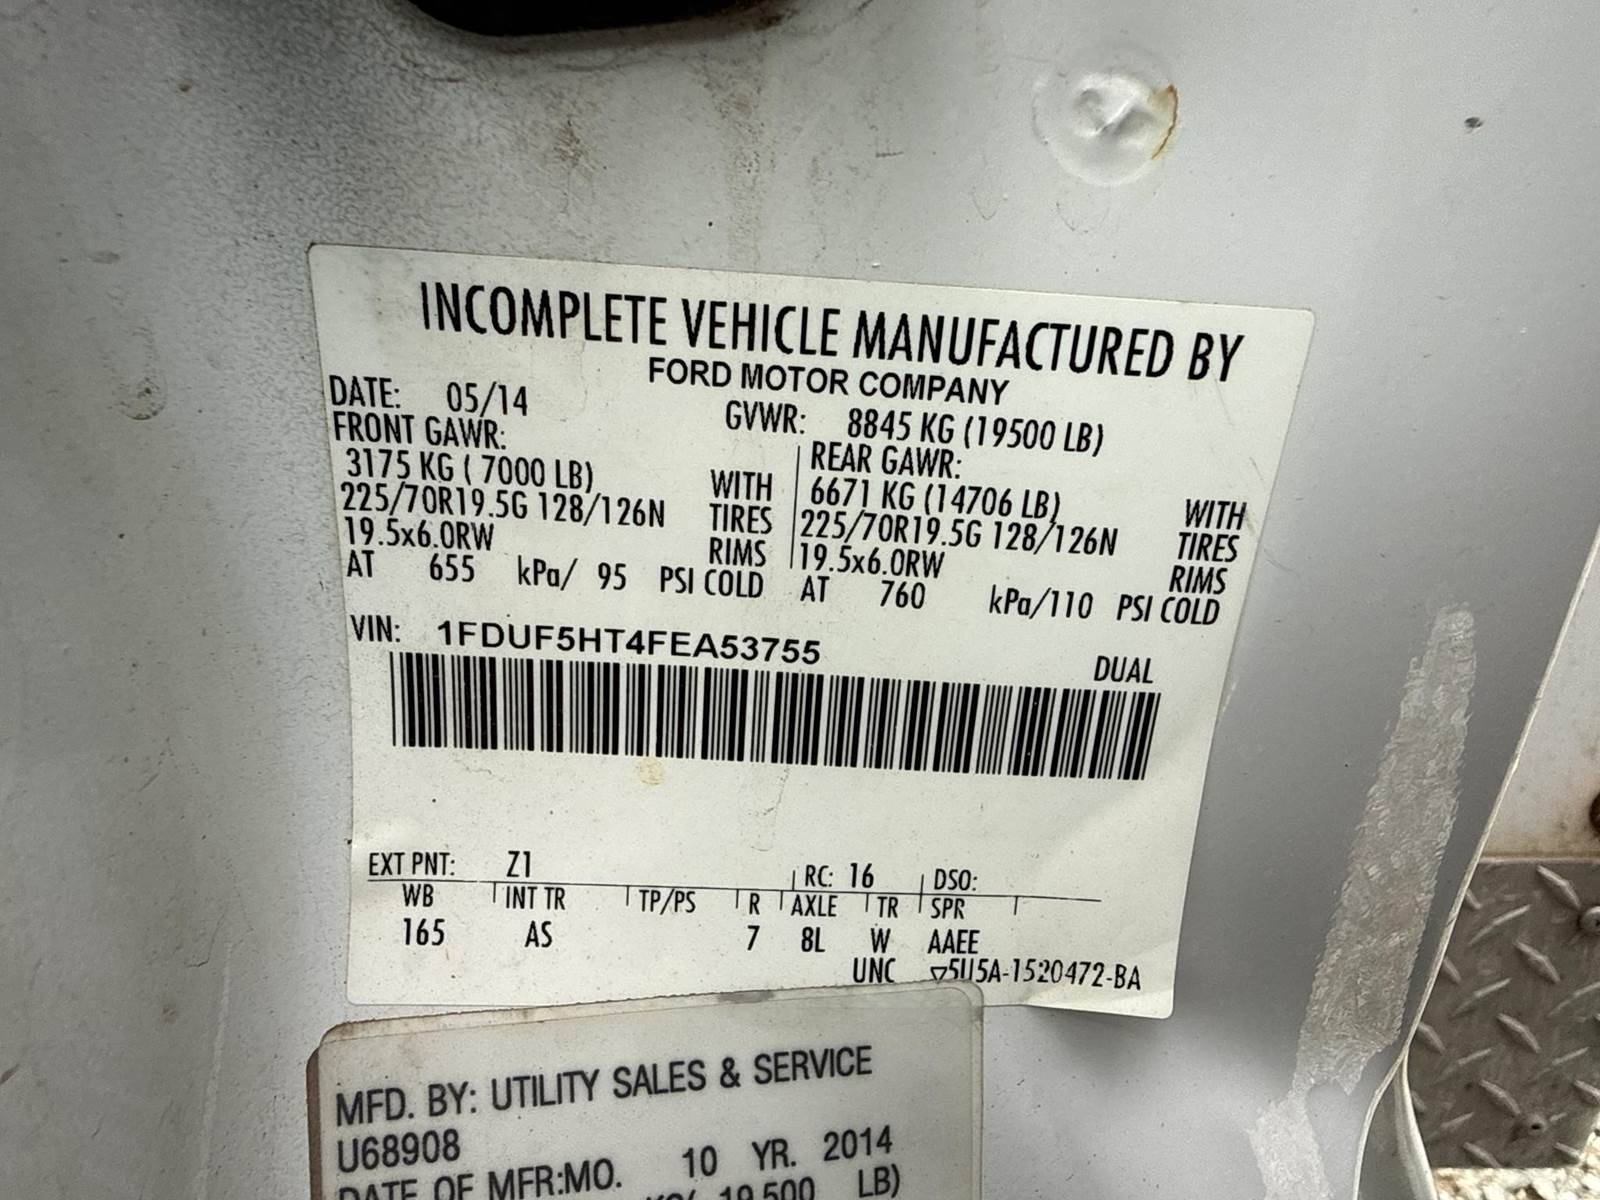 INCOMPLETE VEHICLE MANUFACTURED BY
FORD MOTOR COMPANY
DATE: 05/14
GVWR: 8845 KG (19500 LB)
FRONT GAWR:
3175 KG ( 7000 LB) WITH
225/70R19.5G 128/126N TIRES
19.5x6.0RW RIMS
AT 655 kPa/ 95 PSI COLD
REAR GAWR:
6671 KG (14706 LB) WITH
225/70R19.5G 128/126N TIRES
19.5x6.0RW RIMS
AT 760 kPa/110 PSI COLD
VIN: 1FDUF5HT4FEA53755
DUAL
EXT PNT: Z1 RC: 16 DSO:
WB INT TR TP/PS R AXLE TR SPR
165 AS 7 8L W AAEE
UNC ▽5U5A-1520472-BA
MFD. BY: UTILITY SALES & SERVICE
U68908
DATE OF MFR:MO. 10 YR. 2014
KG( 19,500 LB)